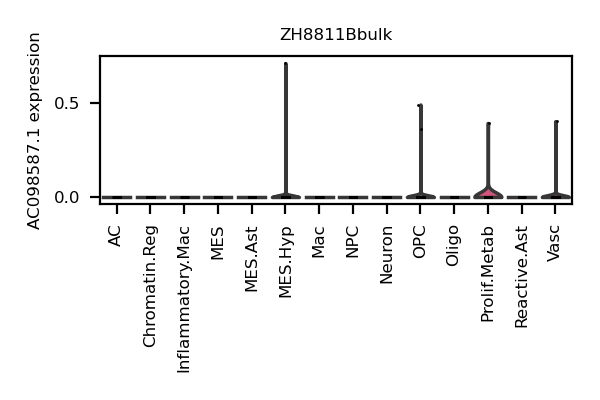 ZH8811Bbulk
AC098587.1 expression
0.5
0.0
AC
Chromatin.Reg
Inflammatory.Mac
MES
MES.Ast
MES.Hyp
Mac
NPC
Neuron
OPC
Oligo
Prolif.Metab
Reactive.Ast
Vasc